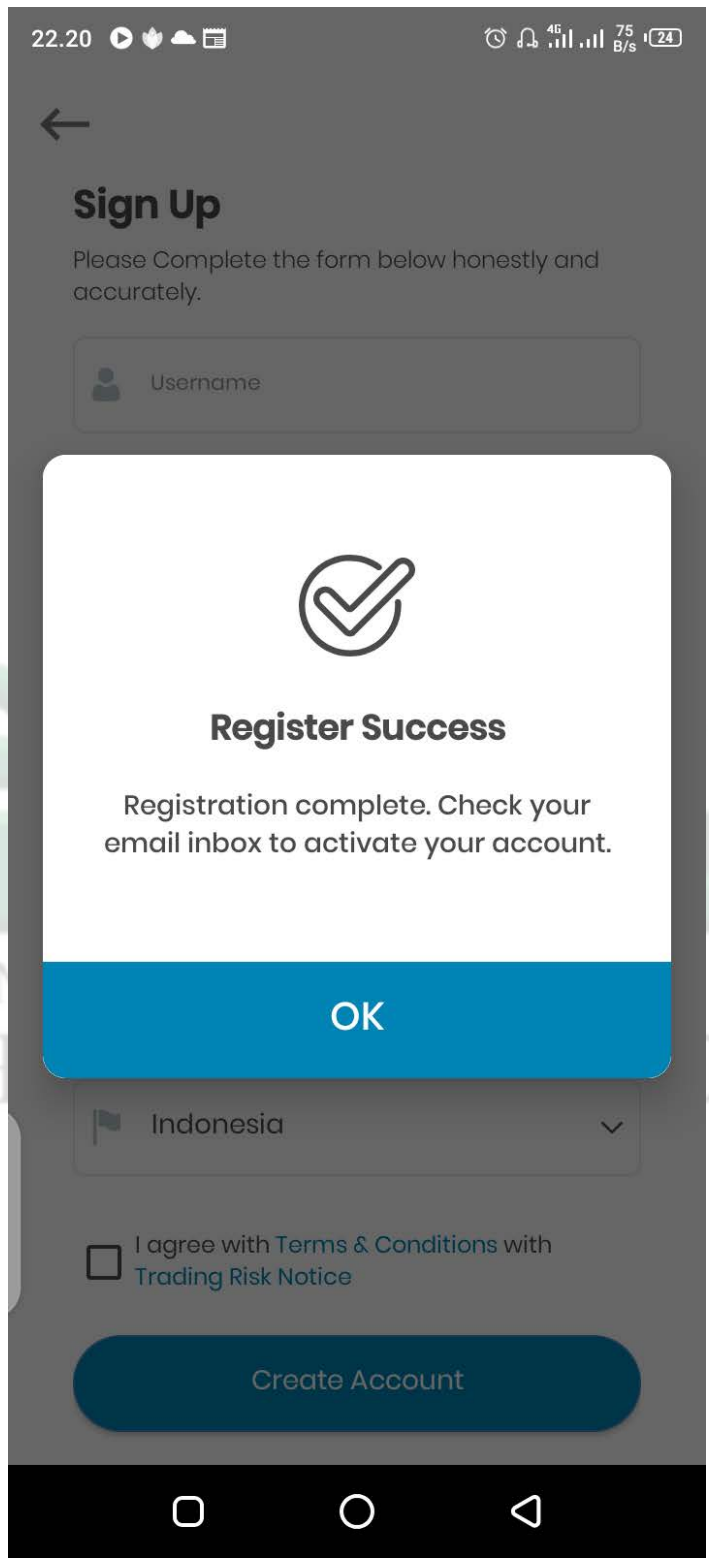 22.20
4G
75
B/s
24
Sign Up
Please Complete the form below honestly and
accurately.
Username
Register Success
Registration complete. Check your
email inbox to activate your account.
OK
Indonesia
I agree with Terms & Conditions with
Trading Risk Notice
Create Account